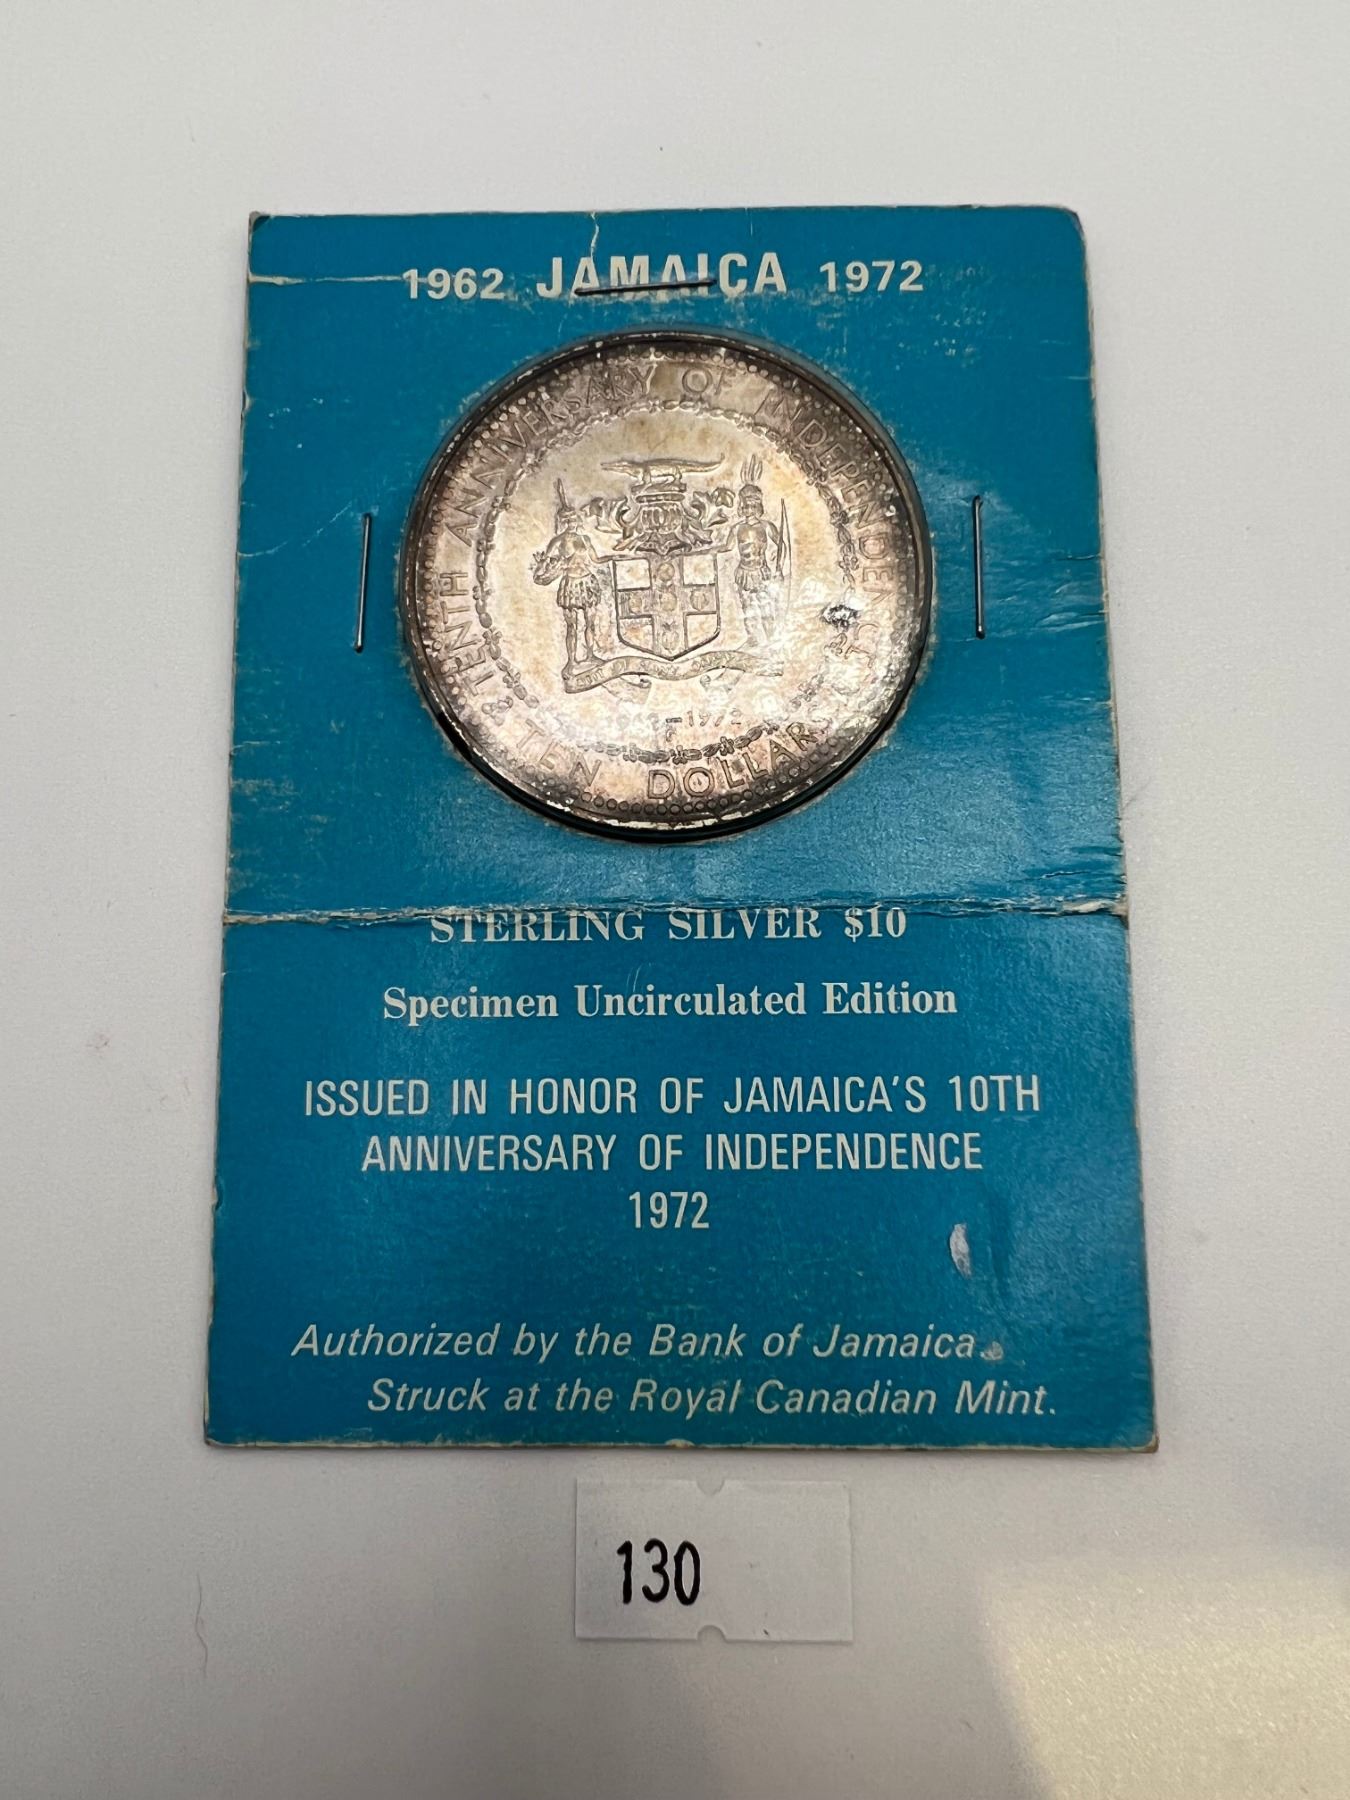 1962 JAMAICA 1972
TENTH ANNIVERSARY OF INDEPENDENCE
1962-1972
TEN DOLLARS
STERLING SILVER $10
Specimen Uncirculated Edition
ISSUED IN HONOR OF JAMAICA'S 10TH
ANNIVERSARY OF INDEPENDENCE
1972
Authorized by the Bank of Jamaica.
Struck at the Royal Canadian Mint.
130